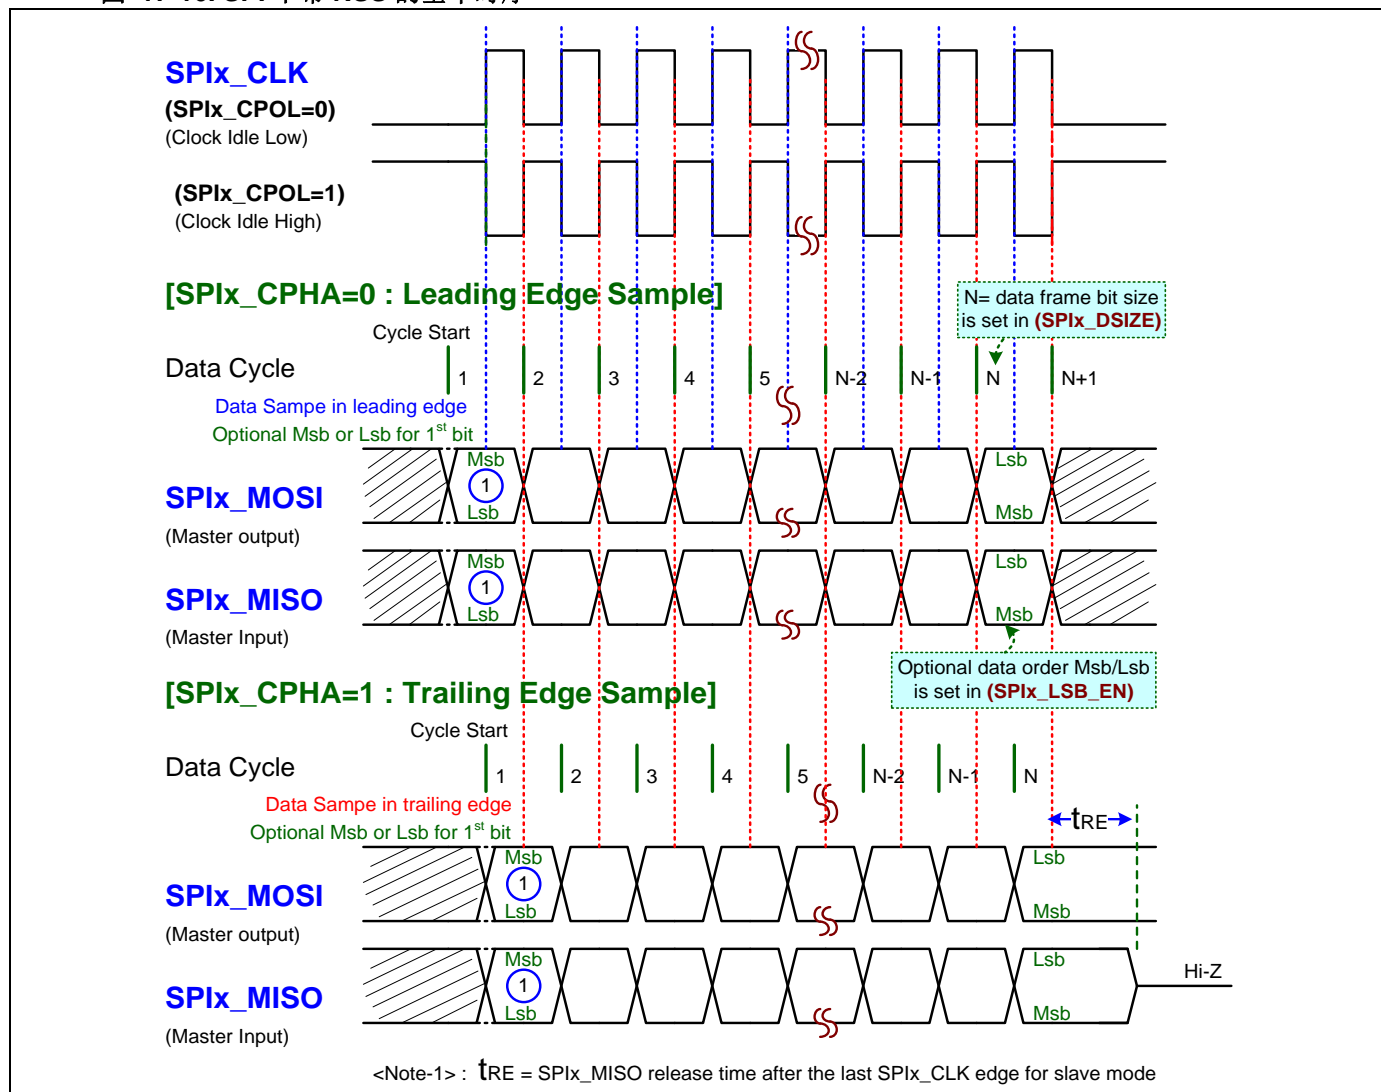 SPIx_CLK
(SPIx_CPOL=0)
(Clock Idle Low)
(SPIx_CPOL=1)
(Clock Idle High)
[SPIx_CPHA=0 : Leading Edge Sample]
N= data frame bit size
is set in (SPIx_DSIZE)
Cycle Start
Data Cycle
1 2 3 4 5 N-2 N-1 N N+1
Data Sampe in leading edge
Optional Msb or Lsb for 1st bit
Msb Lsb
SPIx_MOSI
1
Lsb Msb
(Master output)
Msb Lsb
SPIx_MISO
1
Lsb Msb
(Master Input)
Optional data order Msb/Lsb
is set in (SPIx_LSB_EN)
[SPIx_CPHA=1 : Trailing Edge Sample]
Cycle Start
Data Cycle
1 2 3 4 5 N-2 N-1 N
Data Sampe in trailing edge
tRE
Optional Msb or Lsb for 1st bit
Msb Lsb
SPIx_MOSI
1
Lsb Msb
(Master output)
Msb Lsb
Hi-Z
SPIx_MISO
1
Lsb Msb
(Master Input)
<Note-1> : tRE = SPIx_MISO release time after the last SPIx_CLK edge for slave mode